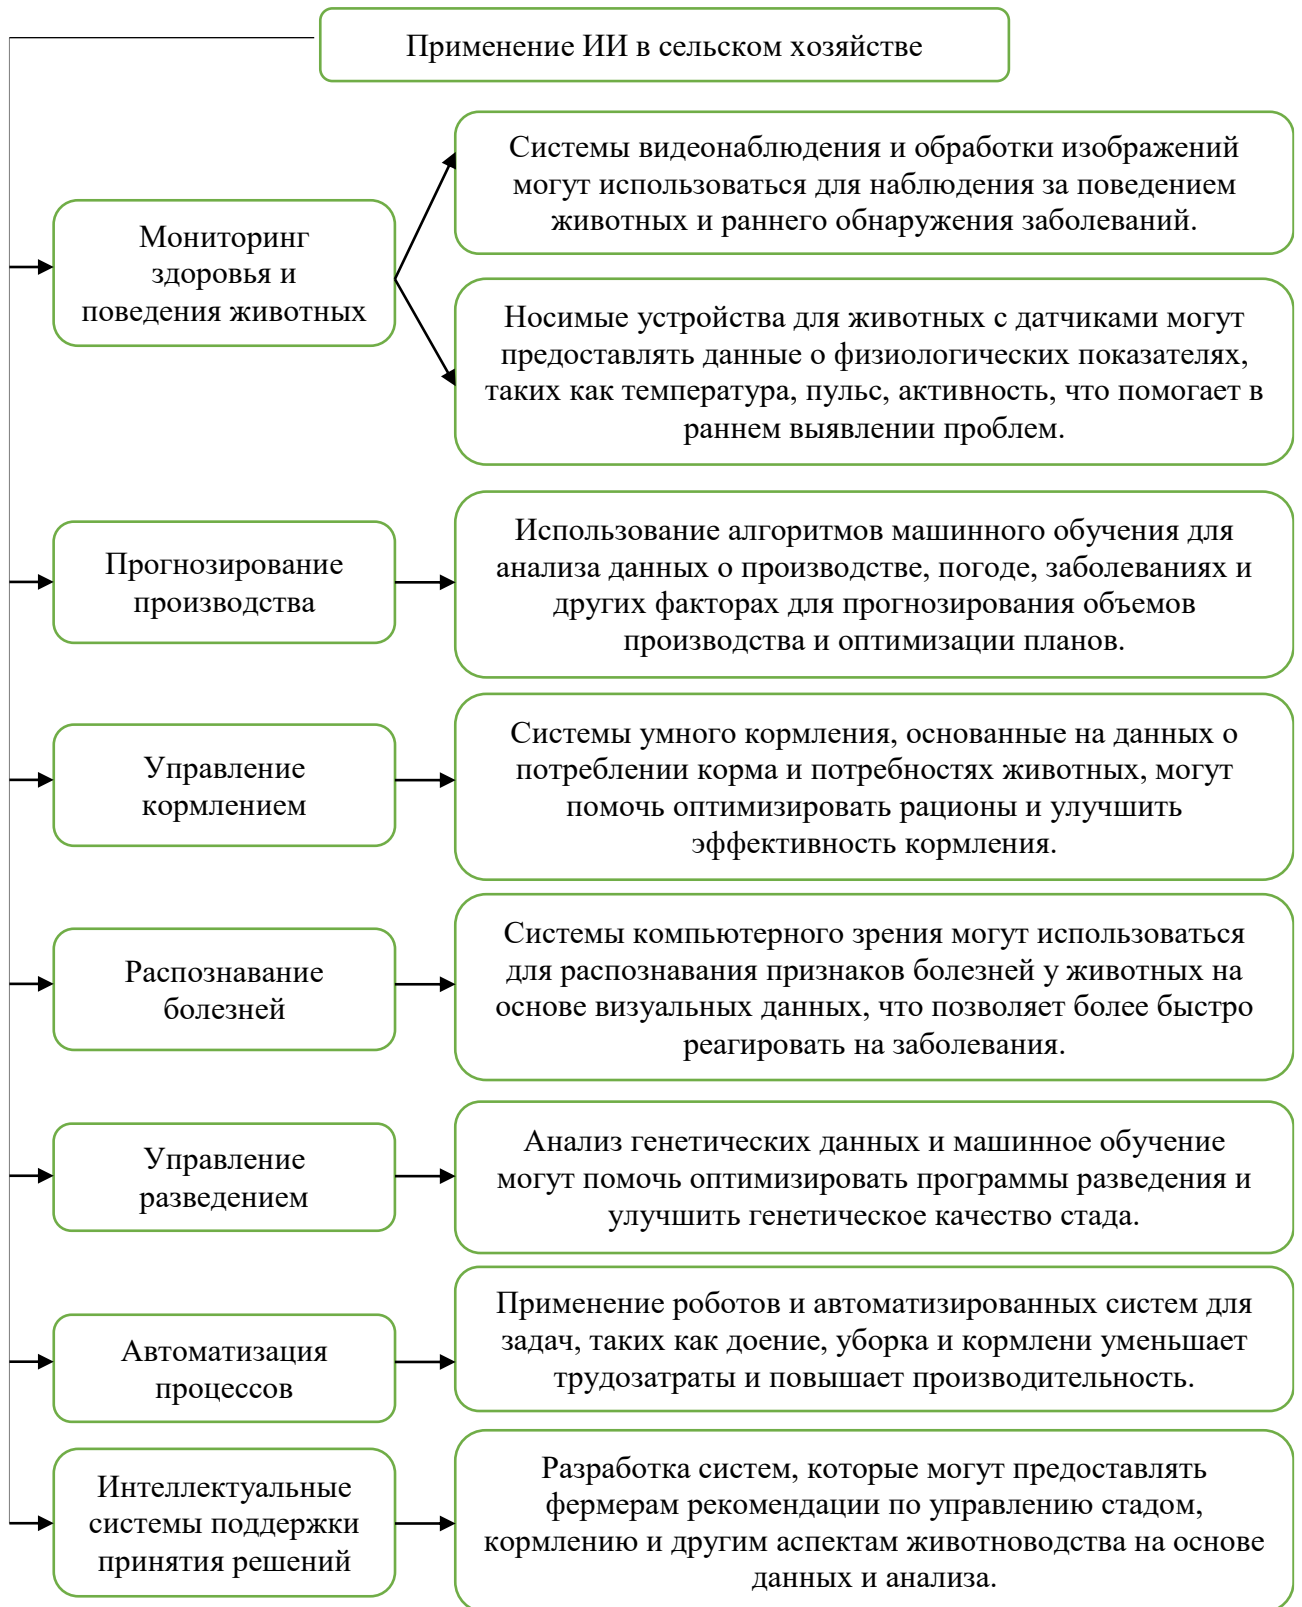 Применение ИИ в сельском хозяйстве
Мониторинг
здоровья и
поведения животных
Системы видеонаблюдения и обработки изображений
могут использоваться для наблюдения за поведением
животных и раннего обнаружения заболеваний.
Носимые устройства для животных с датчиками могут
предоставлять данные о физиологических показателях,
таких как температура, пульс, активность, что помогает в
раннем выявлении проблем.
Прогнозирование
производства
Использование алгоритмов машинного обучения для
анализа данных о производстве, погоде, заболеваниях и
других факторах для прогнозирования объемов
производства и оптимизации планов.
Управление
кормлением
Системы умного кормления, основанные на данных о
потреблении корма и потребностях животных, могут
помочь оптимизировать рационы и улучшить
эффективность кормления.
Распознавание
болезней
Системы компьютерного зрения могут использоваться
для распознавания признаков болезней у животных на
основе визуальных данных, что позволяет более быстро
реагировать на заболевания.
Управление
разведением
Анализ генетических данных и машинное обучение
могут помочь оптимизировать программы разведения и
улучшить генетическое качество стада.
Автоматизация
процессов
Применение роботов и автоматизированных систем для
задач, таких как доение, уборка и кормлени уменьшает
трудозатраты и повышает производительность.
Интеллектуальные
системы поддержки
принятия решений
Разработка систем, которые могут предоставлять
фермерам рекомендации по управлению стадом,
кормлению и другим аспектам животноводства на основе
данных и анализа.